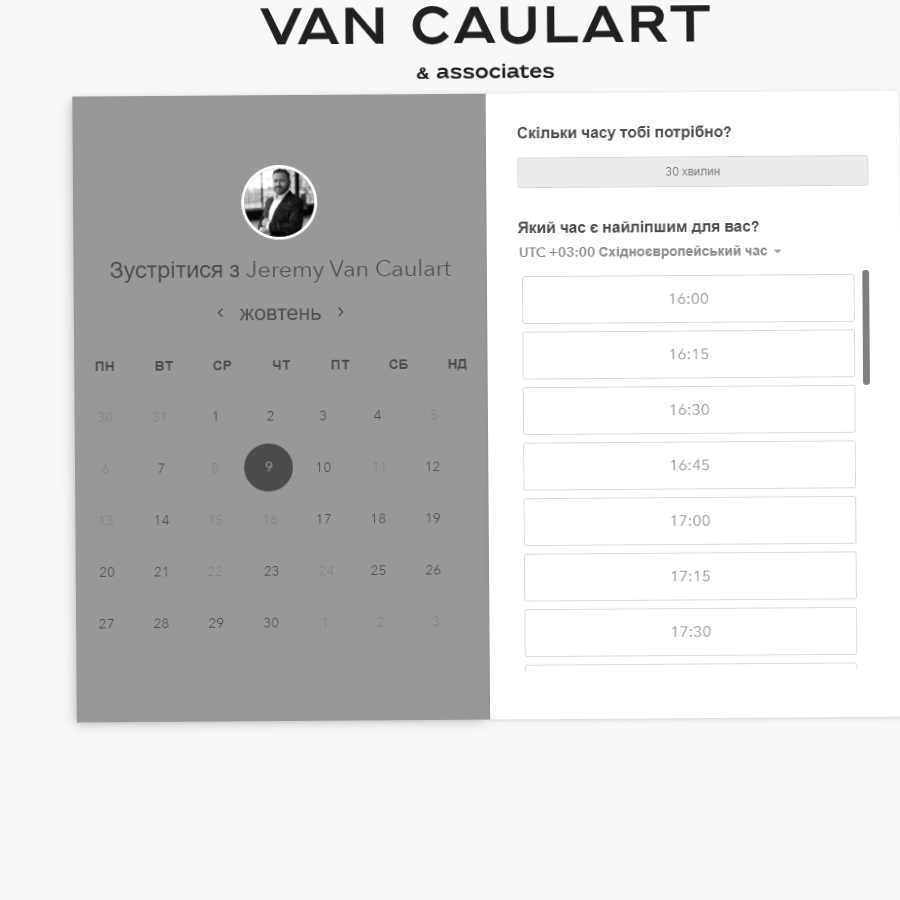 VAN CAULART
& associates
Зустрітися з Jeremy Van Caulart
жовтень
ПН ВТ СР ЧТ ПТ СБ НД
30 31 1 2 3 4 5
6 7 8 9 10 11 12
13 14 15 16 17 18 19
20 21 22 23 24 25 26
27 28 29 30 1 2 3
Скільки часу тобі потрібно?
30 хвилин
Який час є найліпшим для вас?
UTC +03:00 Східноєвропейський час
16:00
16:15
16:30
16:45
17:00
17:15
17:30